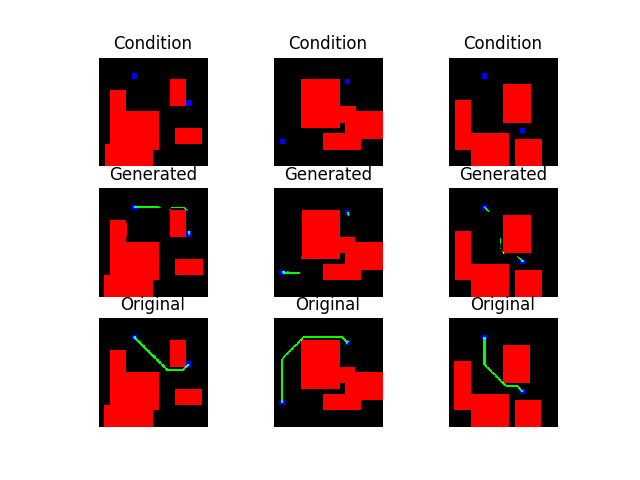 Condition Condition Condition
Generated Generated Generated
Original Original Original